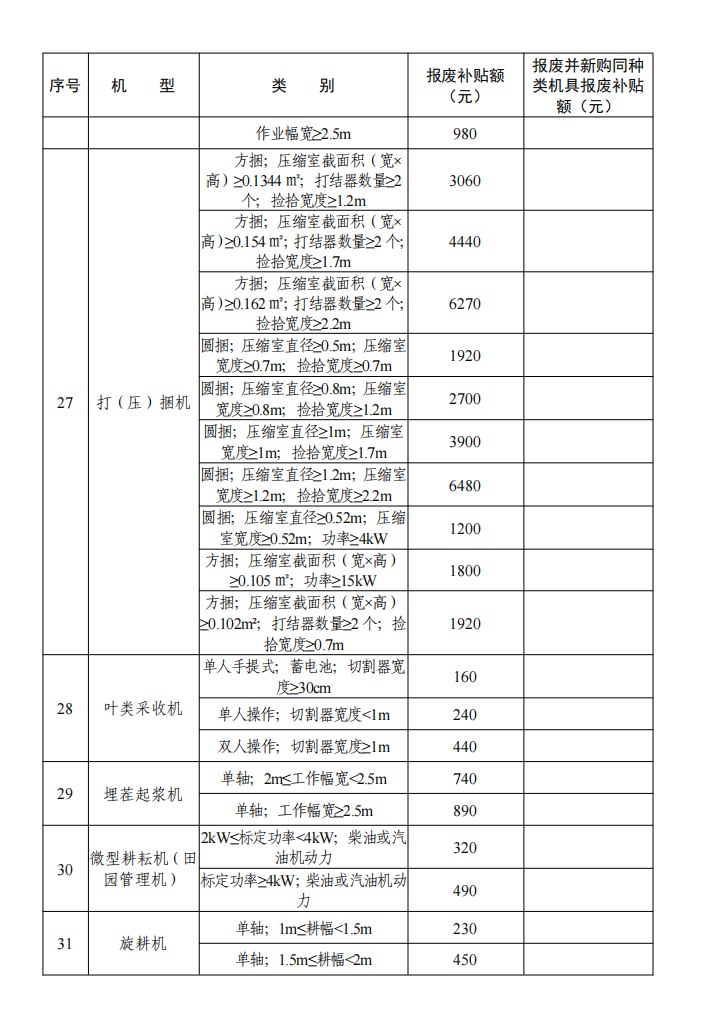 序号
机 型
类 别
报废补贴额
（元）
报废并新购同种
类机具报废补贴
额（元）
作业幅宽≥2.5m
980
27
打（压）捆机
方捆；压缩室截面积（宽×
高）≥0.1344 ㎡；打结器数量≥2
个；捡拾宽度≥1.2m
3060
方捆；压缩室截面积（宽×
高）≥0.154 ㎡；打结器数量≥2 个；
捡拾宽度≥1.7m
4440
方捆；压缩室截面积（宽×
高）≥0.162 ㎡；打结器数量≥2 个；
捡拾宽度≥2.2m
6270
圆捆；压缩室直径≥0.5m；压缩室
宽度≥0.7m；捡拾宽度≥0.7m
1920
圆捆；压缩室直径≥0.8m；压缩室
宽度≥0.8m；捡拾宽度≥1.2m
2700
圆捆；压缩室直径≥1m；压缩室
宽度≥1m；捡拾宽度≥1.7m
3900
圆捆；压缩室直径≥1.2m；压缩室
宽度≥1.2m；捡拾宽度≥2.2m
6480
圆捆；压缩室直径≥0.52m；压缩
室宽度≥0.52m；功率≥4kW
1200
方捆；压缩室截面积（宽×高）
≥0.105 ㎡；功率≥15kW
1800
方捆；压缩室截面积（宽×高）
≥0.102m²；打结器数量≥2 个；捡
拾宽度≥0.7m
1920
28
叶类采收机
单人手提式；蓄电池；切割器宽
度≥30cm
160
单人操作；切割器宽度<1m
240
双人操作；切割器宽度≥1m
440
29
埋茬起浆机
单轴；2m≤工作幅宽<2.5m
740
单轴；工作幅宽≥2.5m
890
30
微型耕耘机（田
园管理机）
2kW≤标定功率<4kW；柴油或汽
油机动力
320
标定功率≥4kW；柴油或汽油机动
力
490
31
旋耕机
单轴；1m≤耕幅<1.5m
230
单轴；1.5m≤耕幅<2m
450